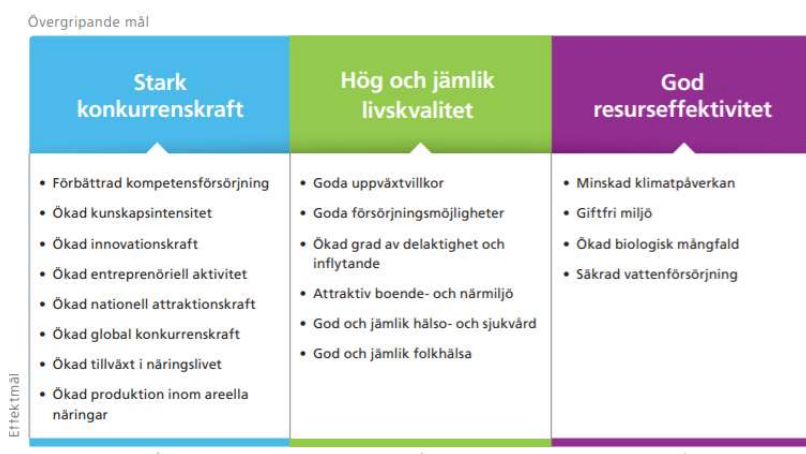 Övergripande mål
Stark
konkurrenskraft
Hög och jämlik
livskvalitet
God
resurseffektivitet
• Förbättrad kompetensförsörjning
• Ökad kunskapsintensitet
• Ökad innovationskraft
• Ökad entreprenöriell aktivitet
• Ökad nationell attraktionskraft
• Ökad global konkurrenskraft
• Ökad tillväxt i näringslivet
• Ökad produktion inom areella
näringar
• Goda uppväxtvillkor
• Goda försörjningsmöjligheter
• Ökad grad av delaktighet och
inflytande
• Attraktiv boende- och närmiljö
• God och jämlik hälso- och sjukvård
• God och jämlik folkhälsa
• Minskad klimatpåverkan
• Giftfri miljö
• Ökad biologisk mångfald
• Säkrad vattenförsörjning
Effektmål